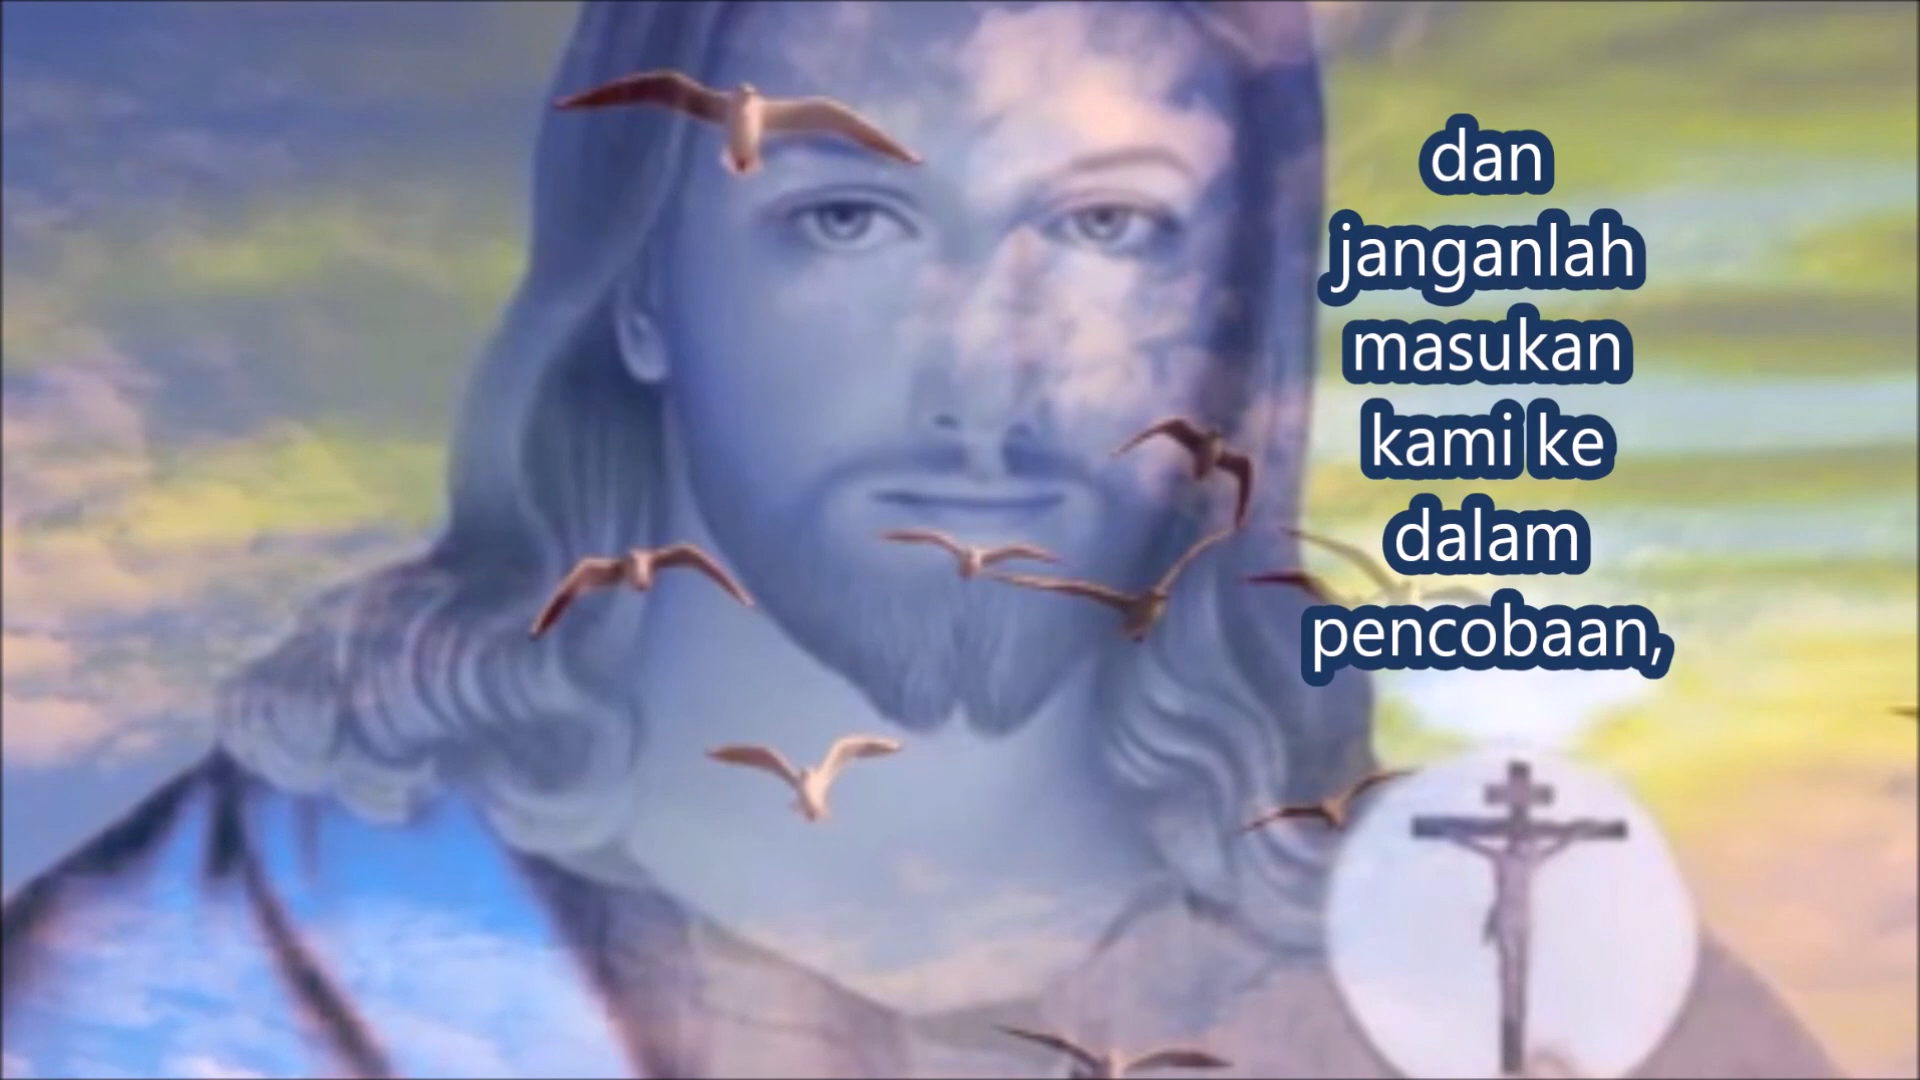 dan
janganlah
masukan
kami ke
dalam
pencobaan,